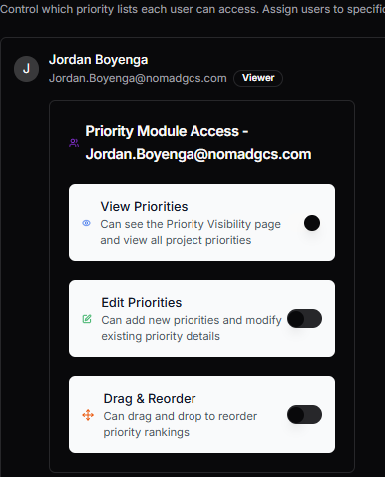 Control which priority lists each user can access. Assign users to specific
J
Jordan Boyenga
Jordan.Boyenga@nomadgcs.com Viewer
Priority Module Access -
Jordan.Boyenga@nomadgcs.com
View Priorities
Can see the Priority Visibility page
and view all project priorities
Edit Priorities
Can add new priorities and modify
existing priority details
Drag & Reorder
Can drag and drop to reorder
priority rankings